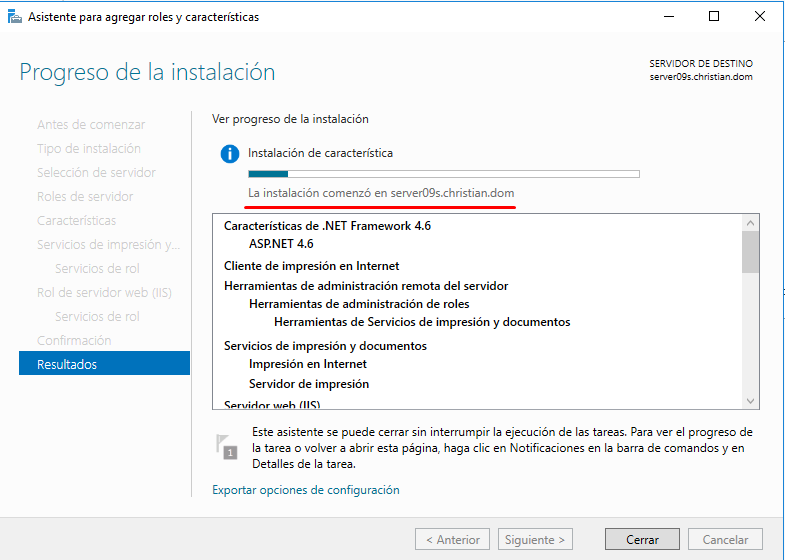 Asistente para agregar roles y características
Progreso de la instalación
SERVIDOR DE DESTINO
server09s.christian.dom
Antes de comenzar
Tipo de instalación
Selección de servidor
Roles de servidor
Características
Servicios de impresión y...
Servicios de rol
Rol de servidor web (IIS)
Servicios de rol
Confirmación
Resultados
Ver progreso de la instalación
Instalación de característica
La instalación comenzó en server09s.christian.dom
Características de .NET Framework 4.6
ASP.NET 4.6
Cliente de impresión en Internet
Herramientas de administración remota del servidor
Herramientas de administración de roles
Herramientas de Servicios de impresión y documentos
Servicios de impresión y documentos
Impresión en Internet
Servidor de impresión
Servidor web (IIS)
1
Este asistente se puede cerrar sin interrumpir la ejecución de las tareas. Para ver el progreso de
la tarea o volver a abrir esta página, haga clic en Notificaciones en la barra de comandos y en
Detalles de la tarea.
Exportar opciones de configuración
< Anterior
Siguiente >
Cerrar
Cancelar